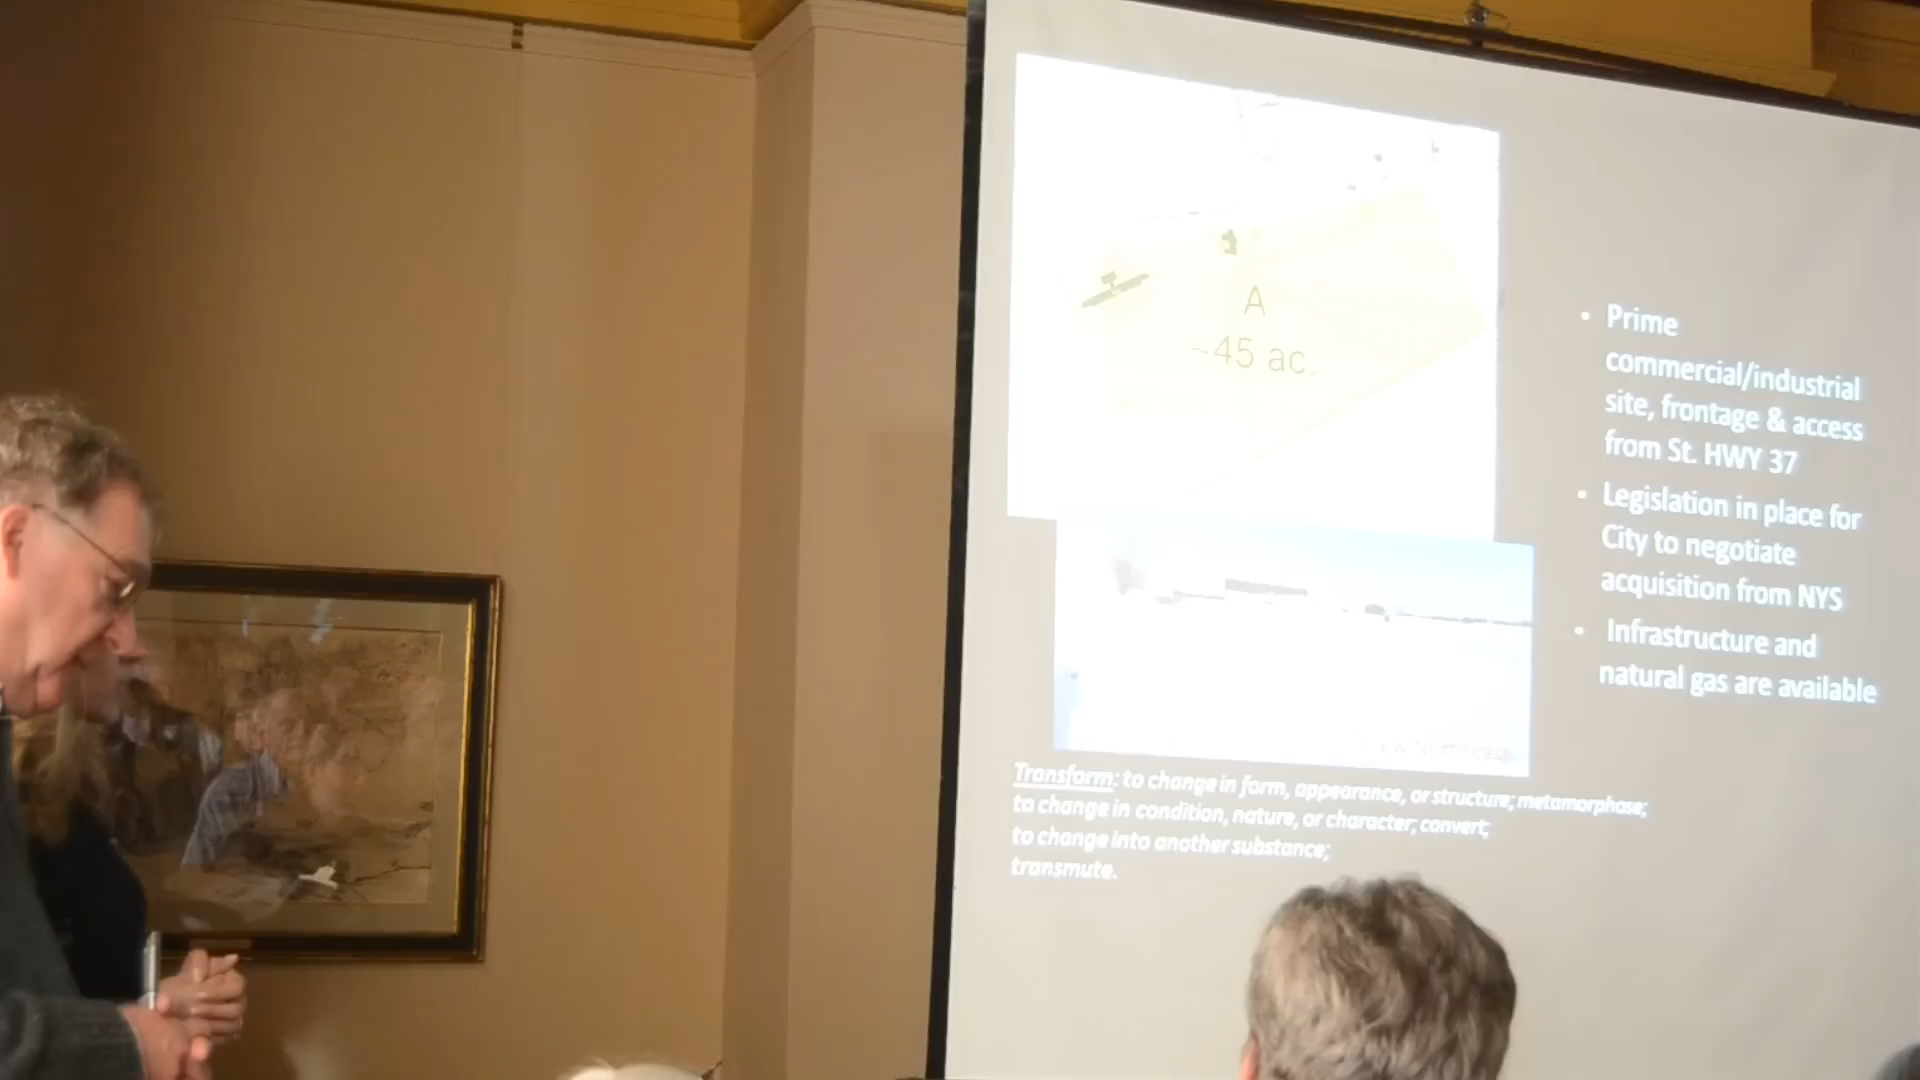 A
~45 ac.
• Prime
commercial/industrial
site, frontage & access
from St. HWY 37
• Legislation in place for
City to negotiate
acquisition from NYS
• Infrastructure and
natural gas are available
Northeast
Transform: to change in form, appearance, or structure; metamorphose;
to change in condition, nature, or character; convert;
to change into another substance;
transmute.